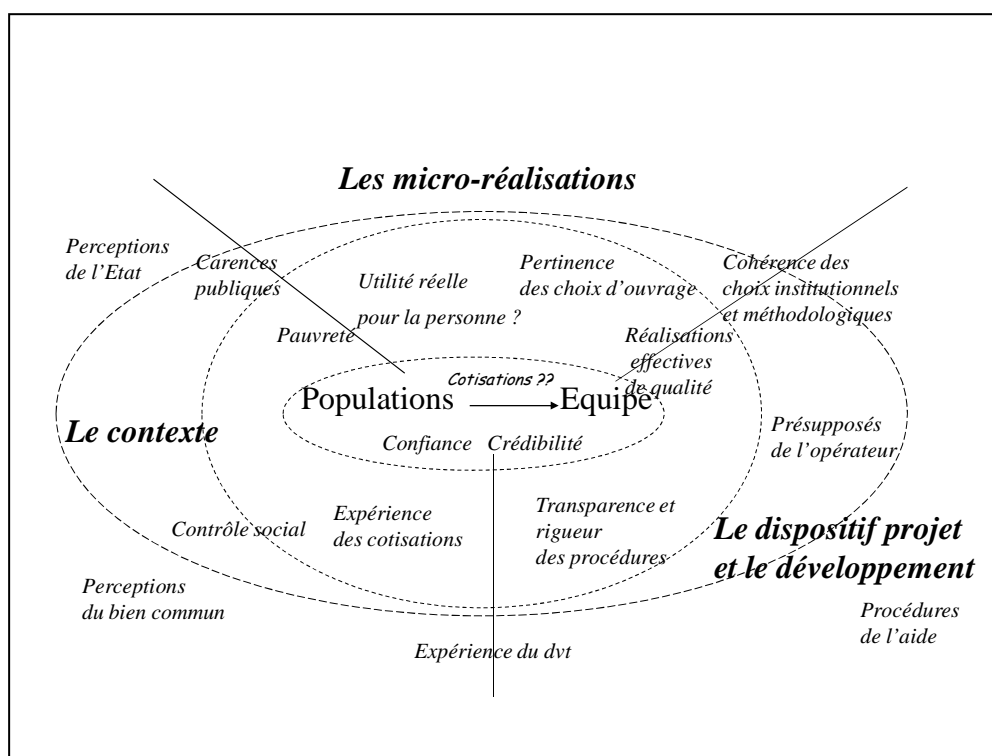 Les micro-réalisations
Perceptions
de l’Etat
Carences
publiques
Utilité réelle
pour la personne ?
Pertinence
des choix d’ouvrage
Cohérence des
choix institutionnels
et méthodologiques
Pauvreté
Réalisations
effectives
de qualité
Cotisations ??
Populations
Equipe
Le contexte
Confiance
Crédibilité
Présupposés
de l’opérateur
Contrôle social
Expérience
des cotisations
Transparence et
rigueur
des procédures
Le dispositif projet
et le développement
Perceptions
du bien commun
Procédures
de l’aide
Expérience du dvt